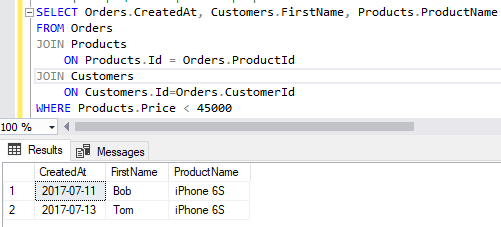 SELECT Orders.CreatedAt, Customers.FirstName, Products.ProductName
FROM Orders
JOIN Products
ON Products.Id = Orders.ProductId
JOIN Customers
ON Customers.Id=Orders.CustomerId
WHERE Products.Price < 45000
100 %
Results Messages
CreatedAt FirstName ProductName
1 2017-07-11 Bob iPhone 6S
2 2017-07-13 Tom iPhone 6S